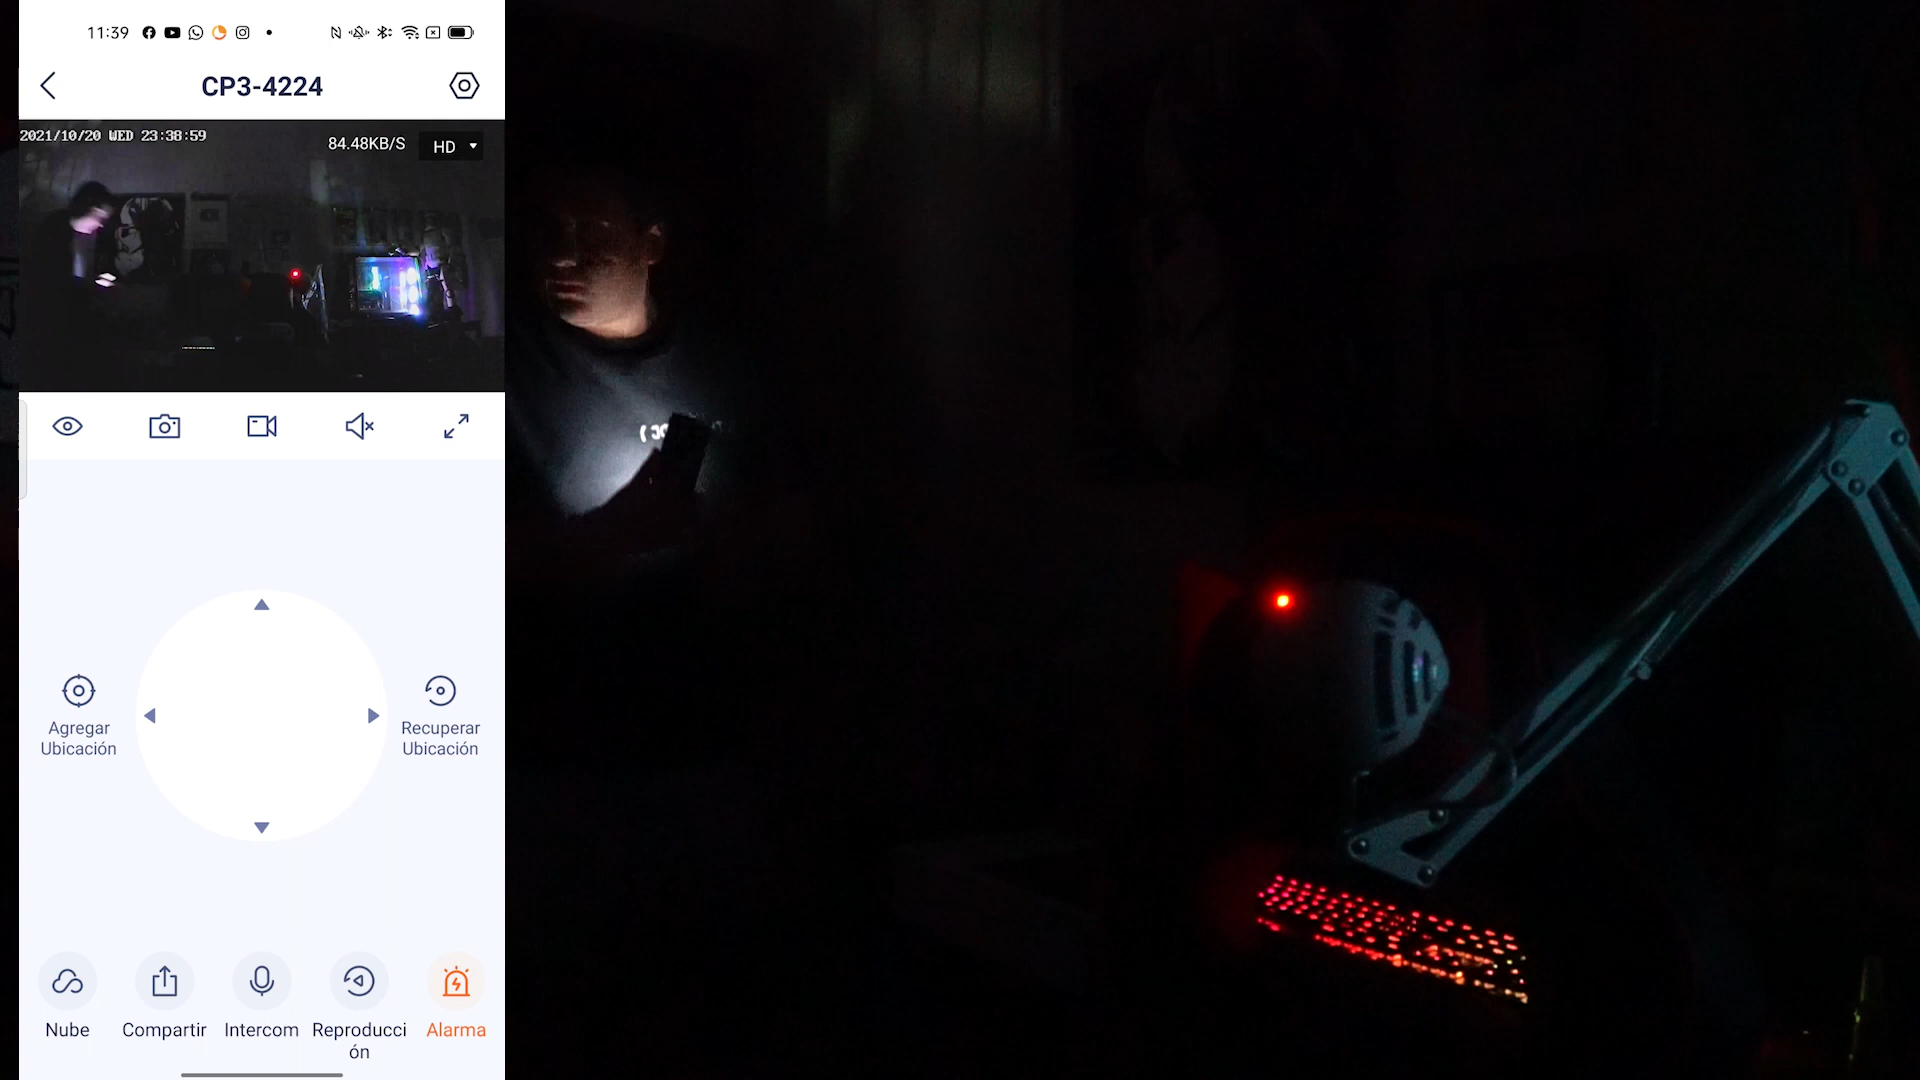 11:39
CP3-4224
2021/10/20 WED 23:38:59
84.48KB/S
HD
Agregar
Ubicación
Recuperar
Ubicación
Nube
Compartir
Intercom
Reproducci
ón
Alarma